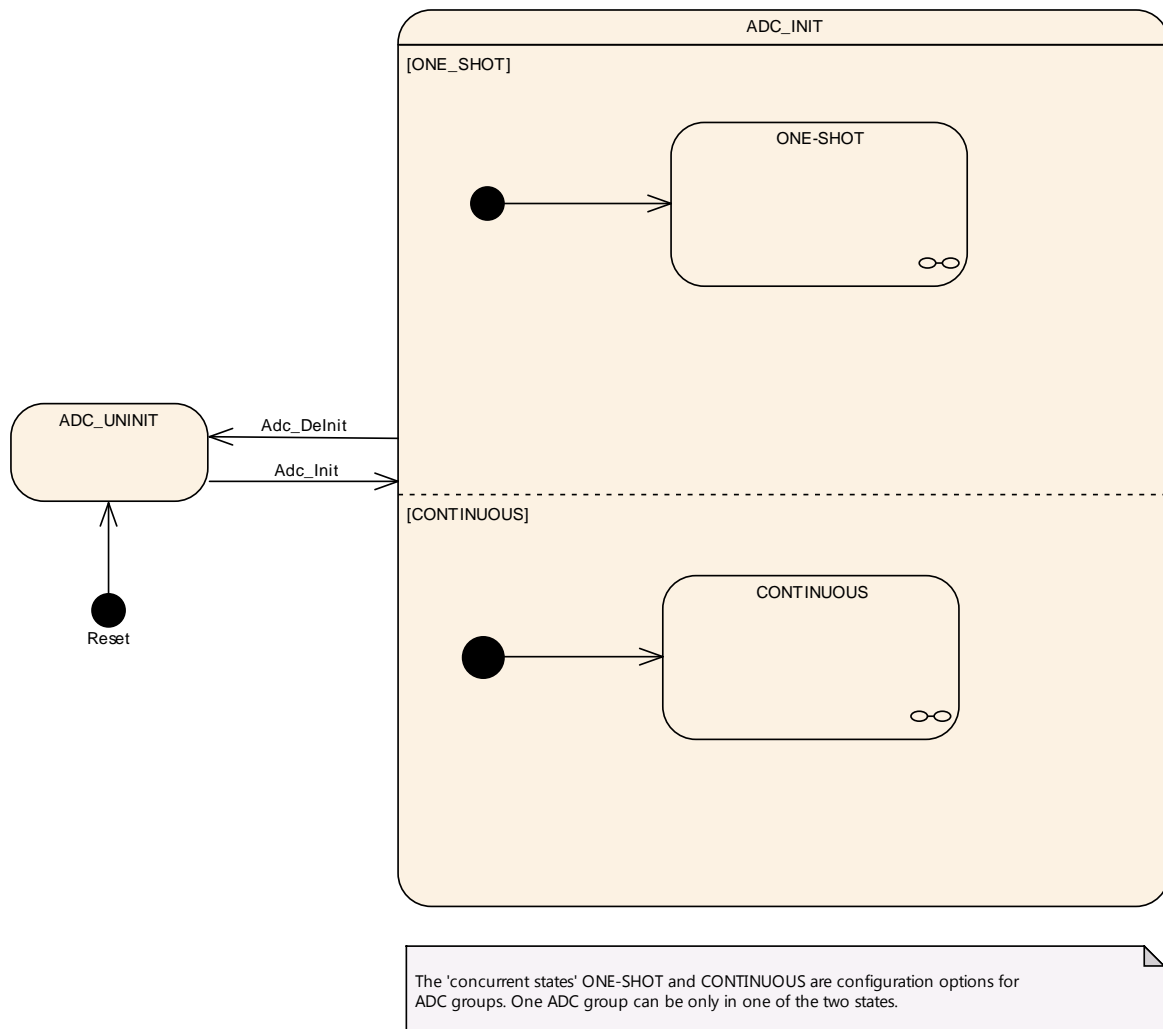 ADC_INIT
[ONE_SHOT]
ONE-SHOT
ADC_UNINIT
Adc_DeInit
Adc_Init
[CONTINUOUS]
CONTINUOUS
Reset
The 'concurrent states' ONE-SHOT and CONTINUOUS are configuration options for
ADC groups. One ADC group can be only in one of the two states.